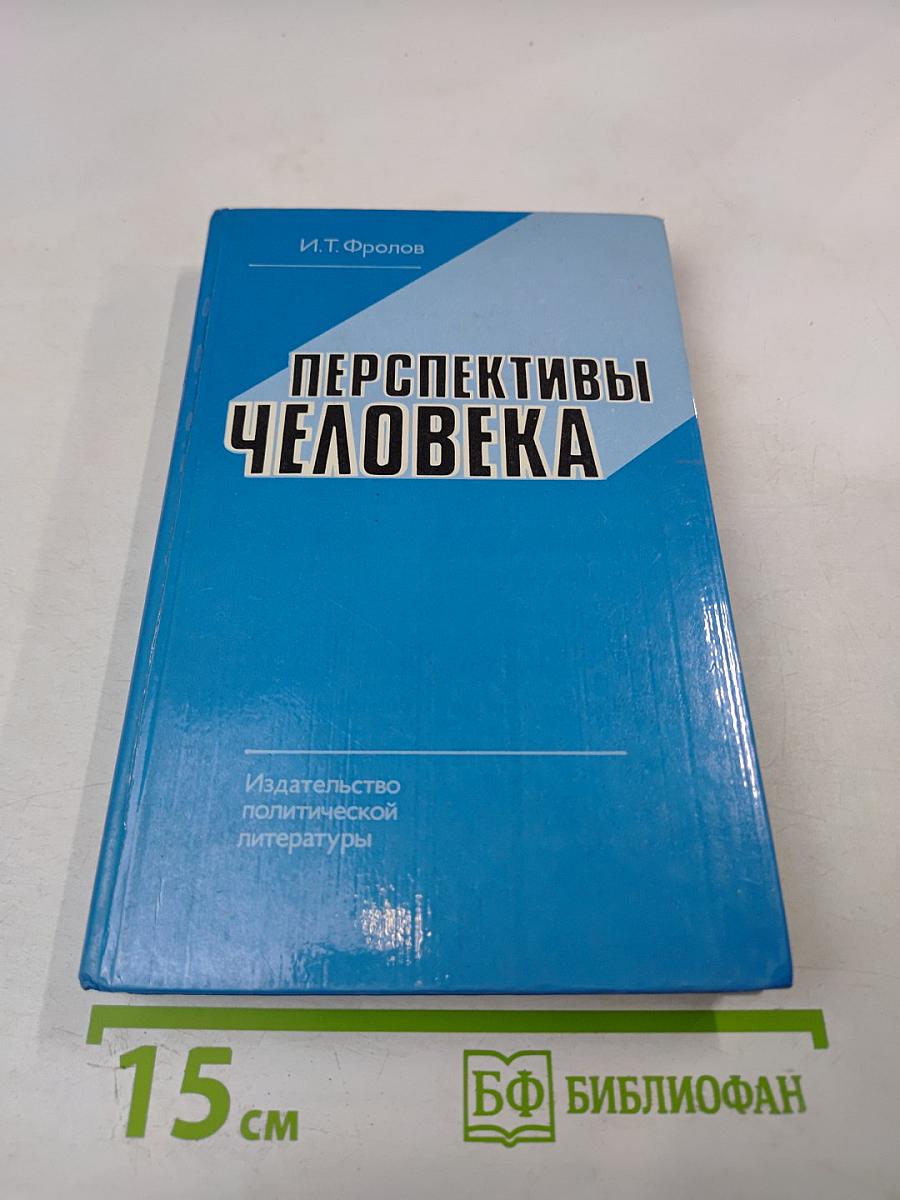 И.Т. Фролов
ПЕРСПЕКТИВЫ
ЧЕЛОВЕКА
Издательство
политической
литературы
15 см
БФ БИБЛИОФАН